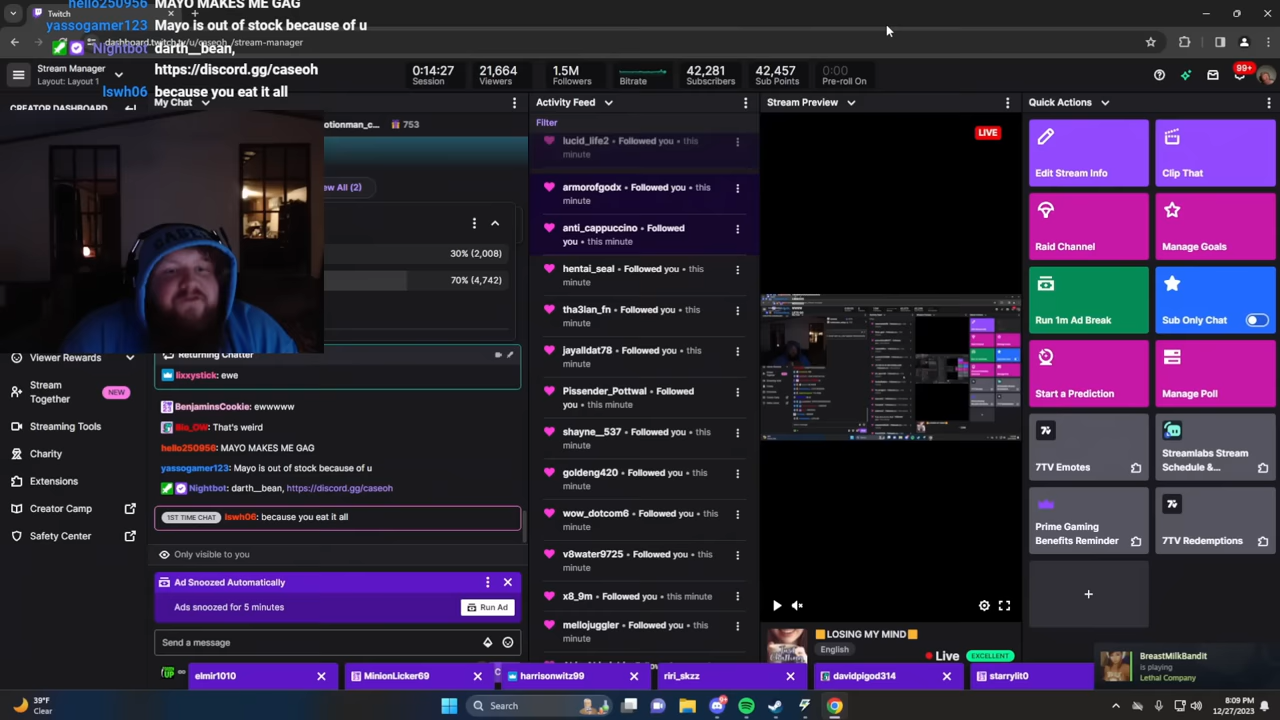 hello250956 MAYO MAKES ME GAG
yassogamer123 Mayo is out of stock because of u
Nightbot darth__bean,
https://discord.gg/caseoh
lswh06 because you eat it all
Twitch
/stream-manager
Stream Manager
Layout: Layout 1
0:14:27
Session
21,664
Viewers
1.5M
Followers
Bitrate
42,281
Subscribers
42,457
Sub Points
0:00
Pre-roll On
99+
CREATOR DASHBOARD
My Chat
Activity Feed
Stream Preview
Quick Actions
753
ew All (2)
30% (2,008)
70% (4,742)
Viewer Rewards
Stream
Together
NEW
Streaming Tools
Charity
Extensions
Creator Camp
Safety Center
Returning Chatter
lixxystick: ewe
BenjaminsCookie: ewwwww
That's weird
hello250956: MAYO MAKES ME GAG
yassogamer123: Mayo is out of stock because of u
Nightbot: darth__bean, https://discord.gg/caseoh
1ST TIME CHAT lswh06: because you eat it all
Only visible to you
Ad Snoozed Automatically
Ads snoozed for 5 minutes
Run Ad
Send a message
Filter
lucid_life2 • Followed you • this
minute
armorofgodx • Followed you • this
minute
anti_cappuccino • Followed
you • this minute
hentai_seal • Followed you • this
minute
tha3lan_fn • Followed you • this
minute
jayalldat72 • Followed you • this
minute
Pissender_Partival • Followed
you • this minute
shayne__537 • Followed you • this
minute
goldeng420 • Followed you • this
minute
wow_dotcom6 • Followed you • this
minute
v8water9725 • Followed you • this
minute
x8_9m • Followed you • this minute
mellojuggler • Followed you • this
minute
LIVE
🟧LOSING MY MIND🟧
English
Live
EXCELLENT
Edit Stream Info
Clip That
Raid Channel
Manage Goals
Run 1m Ad Break
Sub Only Chat
Start a Prediction
Manage Poll
7TV Emotes
Streamlabs Stream
Schedule &...
Prime Gaming
Benefits Reminder
7TV Redemptions
BreastMilkBandit
is playing
Lethal Company
elmir1010
MinionLicker69
harrisonwitz99
riri_skzz
davidpigod314
starrylit0
39°F
Clear
Search
8:09 PM
12/27/2023